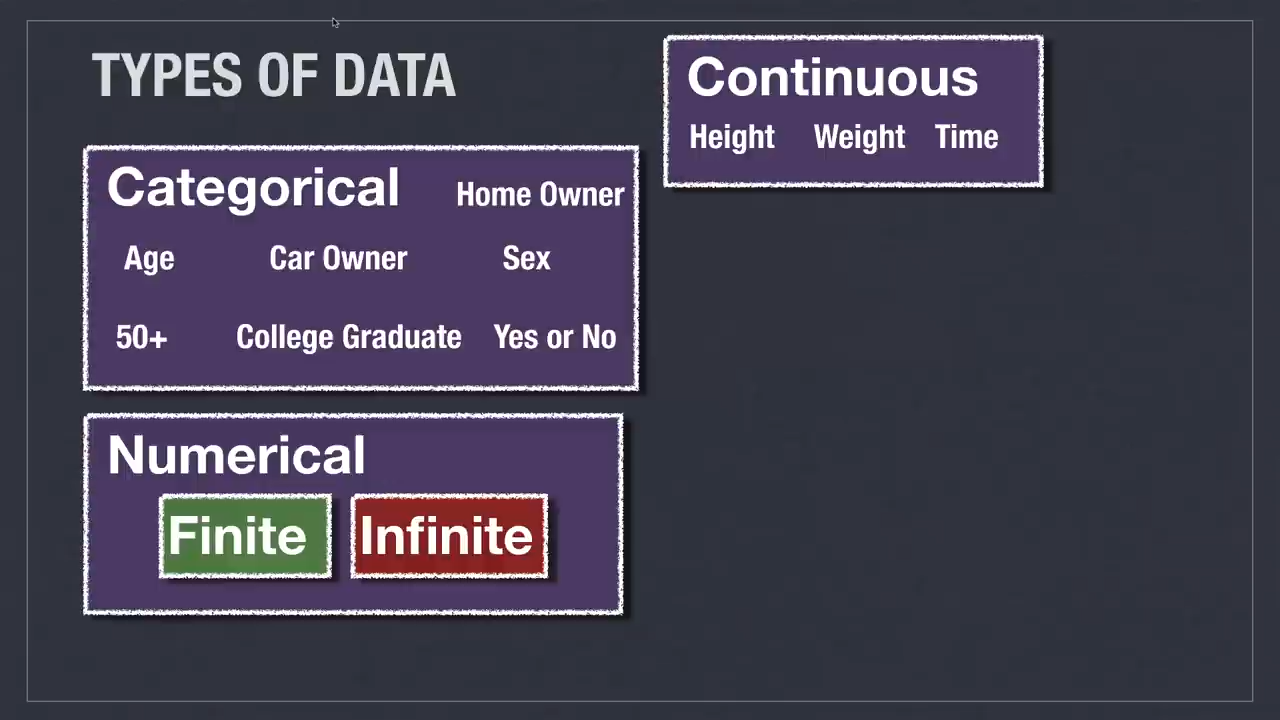 TYPES OF DATA
Categorical
Home Owner
Age
Car Owner
Sex
50+
College Graduate
Yes or No
Numerical
Finite
Infinite
Continuous
Height
Weight
Time